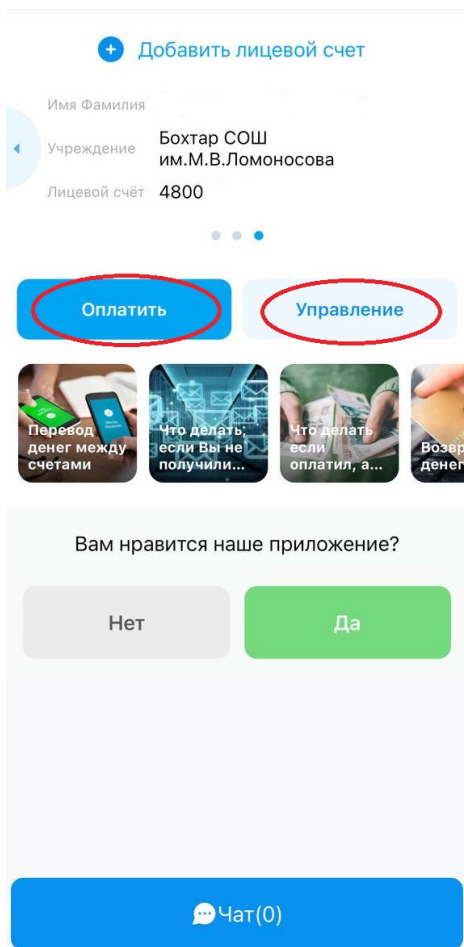 Добавить лицевой счет
Имя Фамилия
Учреждение
Бохтар СОШ
им.М.В.Ломоносова
Лицевой счёт 4800
Оплатить
Управление
Перевод
денег между
счетами
Что делать,
если Вы не
получили...
Что делать
если
оплатил, а...
Возвр
денег
Вам нравится наше приложение?
Нет
Да
Чат(0)